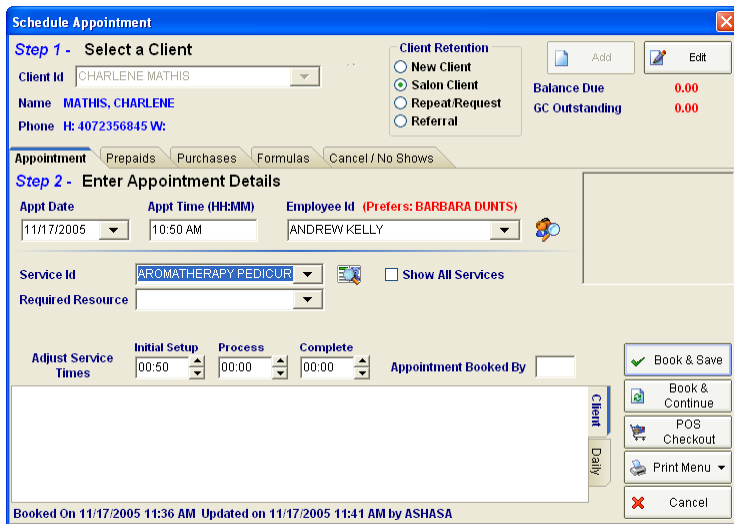 Schedule Appointment
Step 1 - Select a Client
Client Id CHARLENE MATHIS
Name MATHIS, CHARLENE
Phone H: 4072356845 W:
Client Retention
New Client
Salon Client
Repeat/Request
Referral
Add Edit
Balance Due 0.00
GC Outstanding 0.00
Appointment Prepaids Purchases Formulas Cancel / No Shows
Step 2 - Enter Appointment Details
Appt Date Appt Time (HH:MM) Employee Id (Prefers: BARBARA DUNTS)
11/17/2005 10:50 AM ANDREW KELLY
Service Id AROMATHERAPY PEDICUR Show All Services
Required Resource
Adjust Service Times
Initial Setup Process Complete
00:50 00:00 00:00
Appointment Booked By
Book & Save
Book & Continue
POS Checkout
Print Menu
Cancel
Client
Daily
Booked On 11/17/2005 11:36 AM Updated on 11/17/2005 11:41 AM by ASHASA